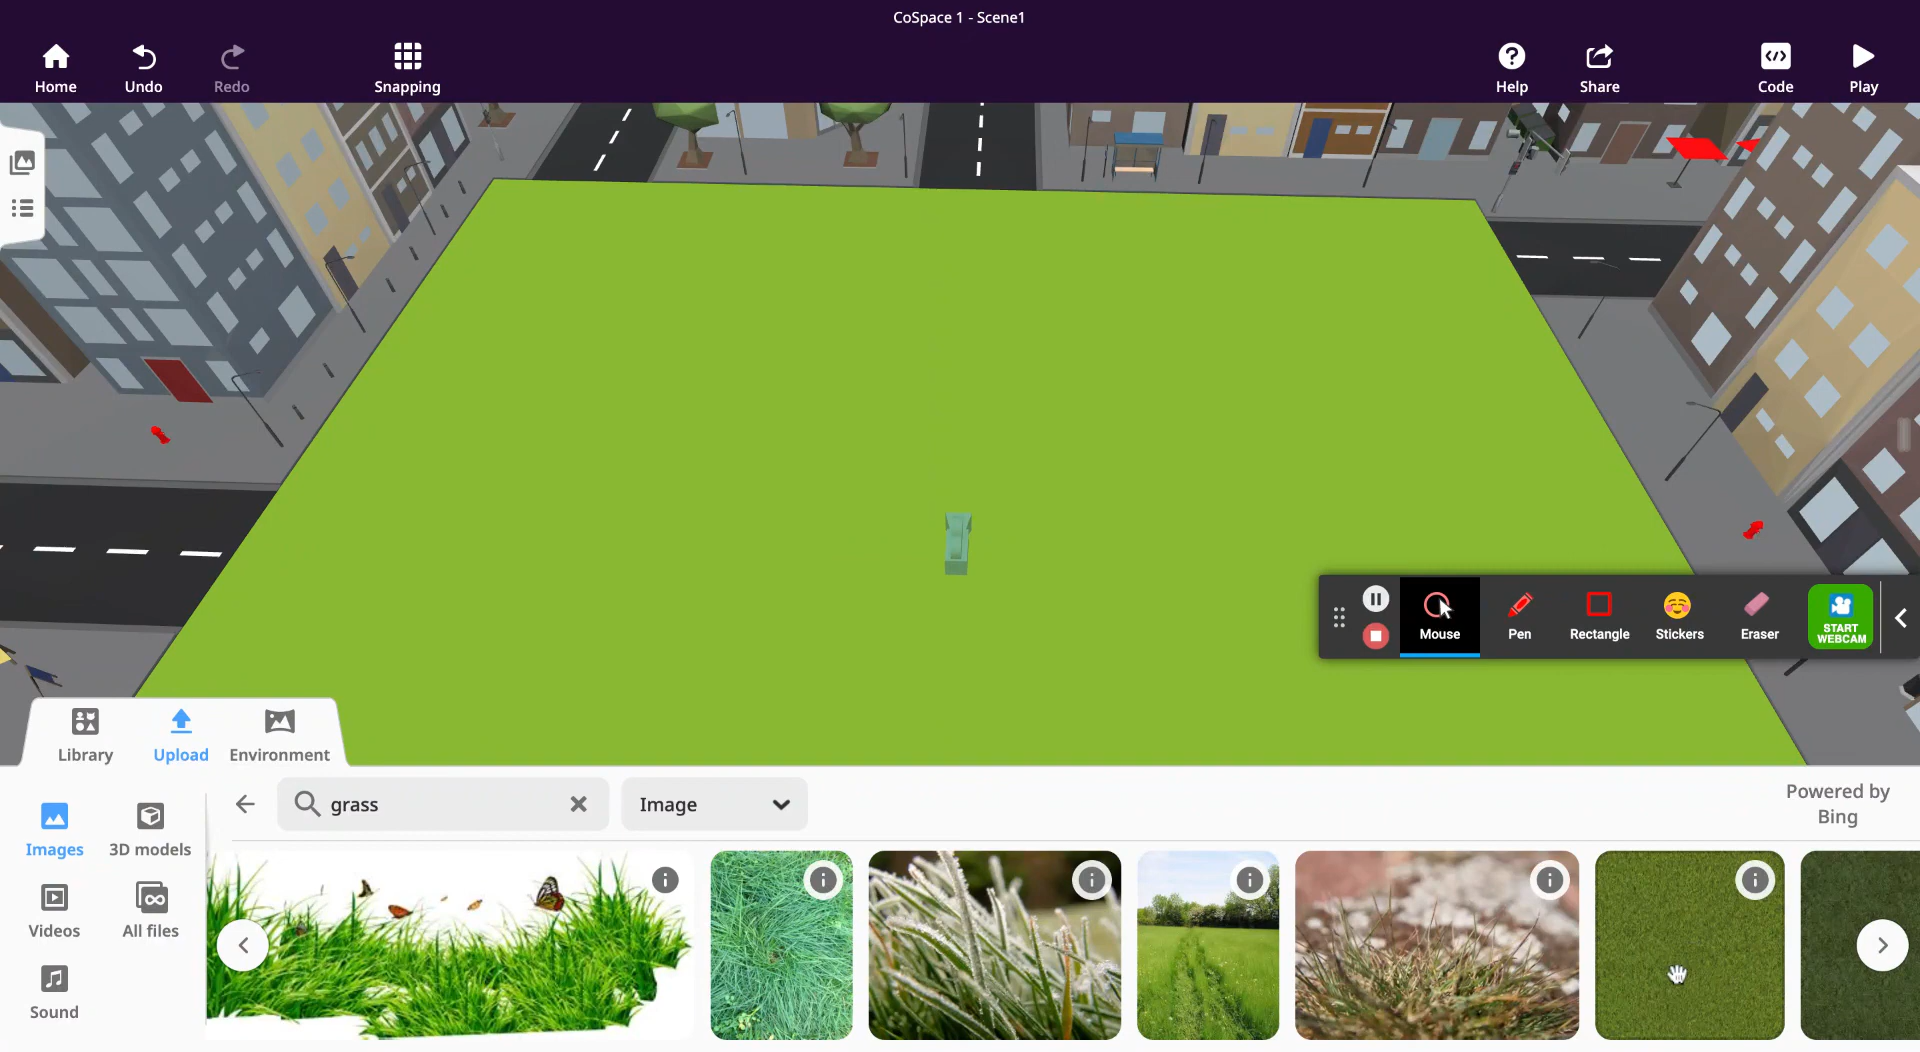 CoSpace 1 - Scene1
Home
Undo
Redo
Snapping
Help
Share
Code
Play
Mouse
Pen
Rectangle
Stickers
Eraser
START
WEBCAM
Library
Upload
Environment
grass
Image
Powered by
Bing
Images
3D models
Videos
All files
Sound